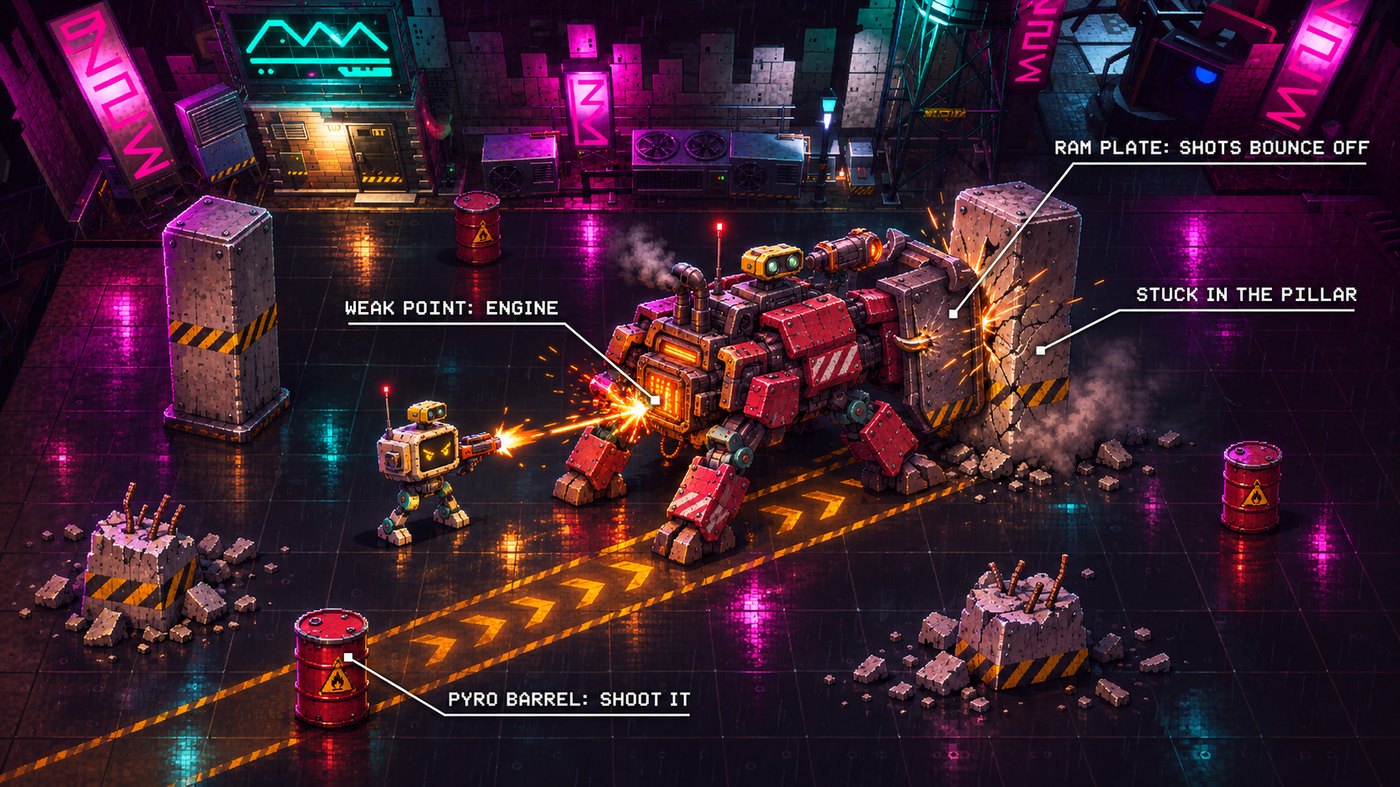 RAM PLATE: SHOTS BOUNCE OFF
STUCK IN THE PILLAR
WEAK POINT: ENGINE
PYRO BARREL: SHOOT IT